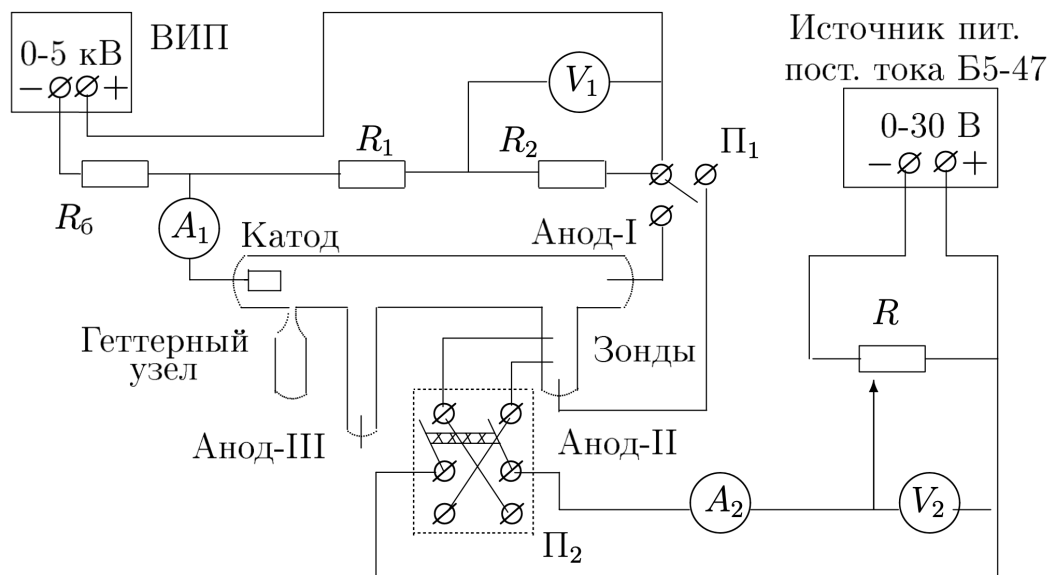 ВИП
0-5 кВ
− +
V₁
Источник пит.
пост. тока Б5-47
0-30 В
− +
R₁
R₂
П₁
Rб
A₁
Катод
Анод-I
R
Геттерный
узел
Зонды
Анод-III
Анод-II
A₂
V₂
П₂